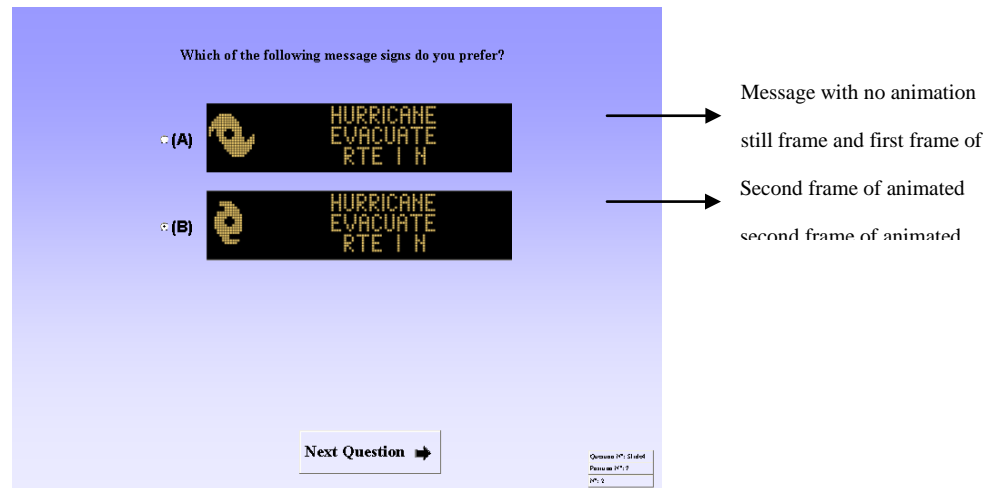 Which of the following message signs do you prefer?
(A)
HURRICANE
EVACUATE
RTE I N
(B)
HURRICANE
EVACUATE
RTE I N
Next Question
Message with no animation
still frame and first frame of
Second frame of animated
second frame of animated